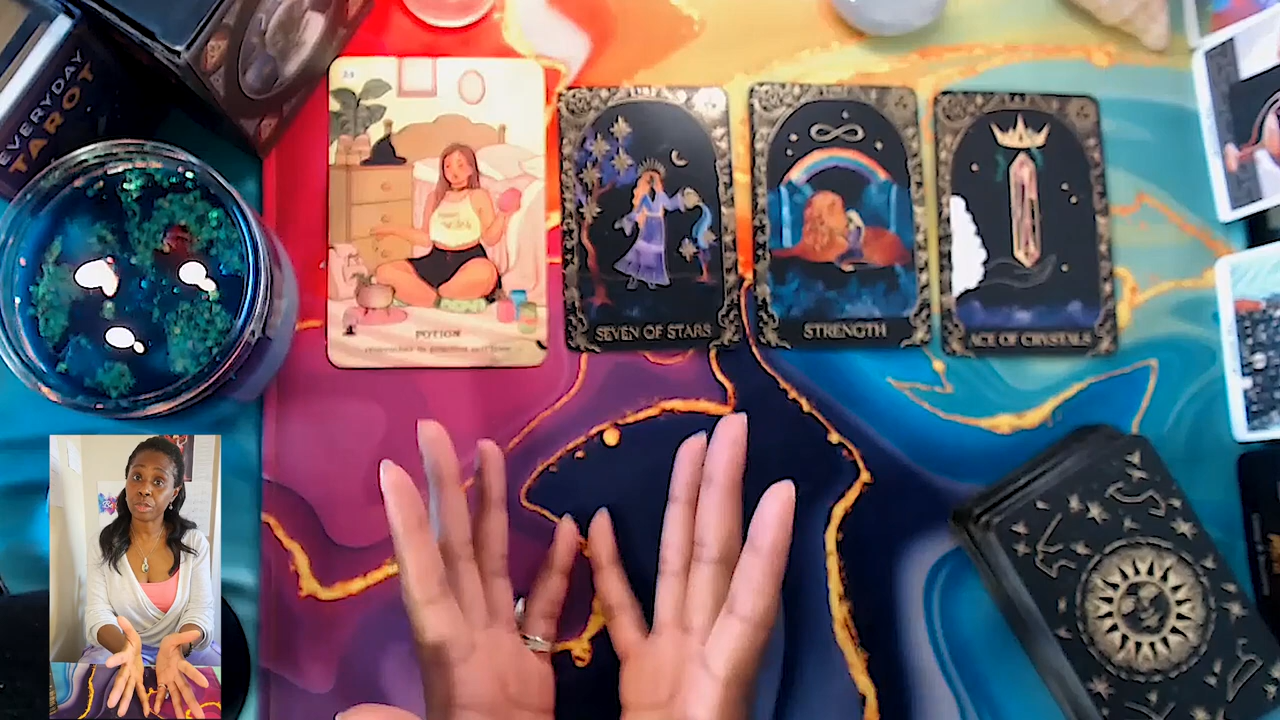 EVERYDAY
TAROT
POTION
SEVEN OF STARS
STRENGTH
ACE OF CRYSTALS